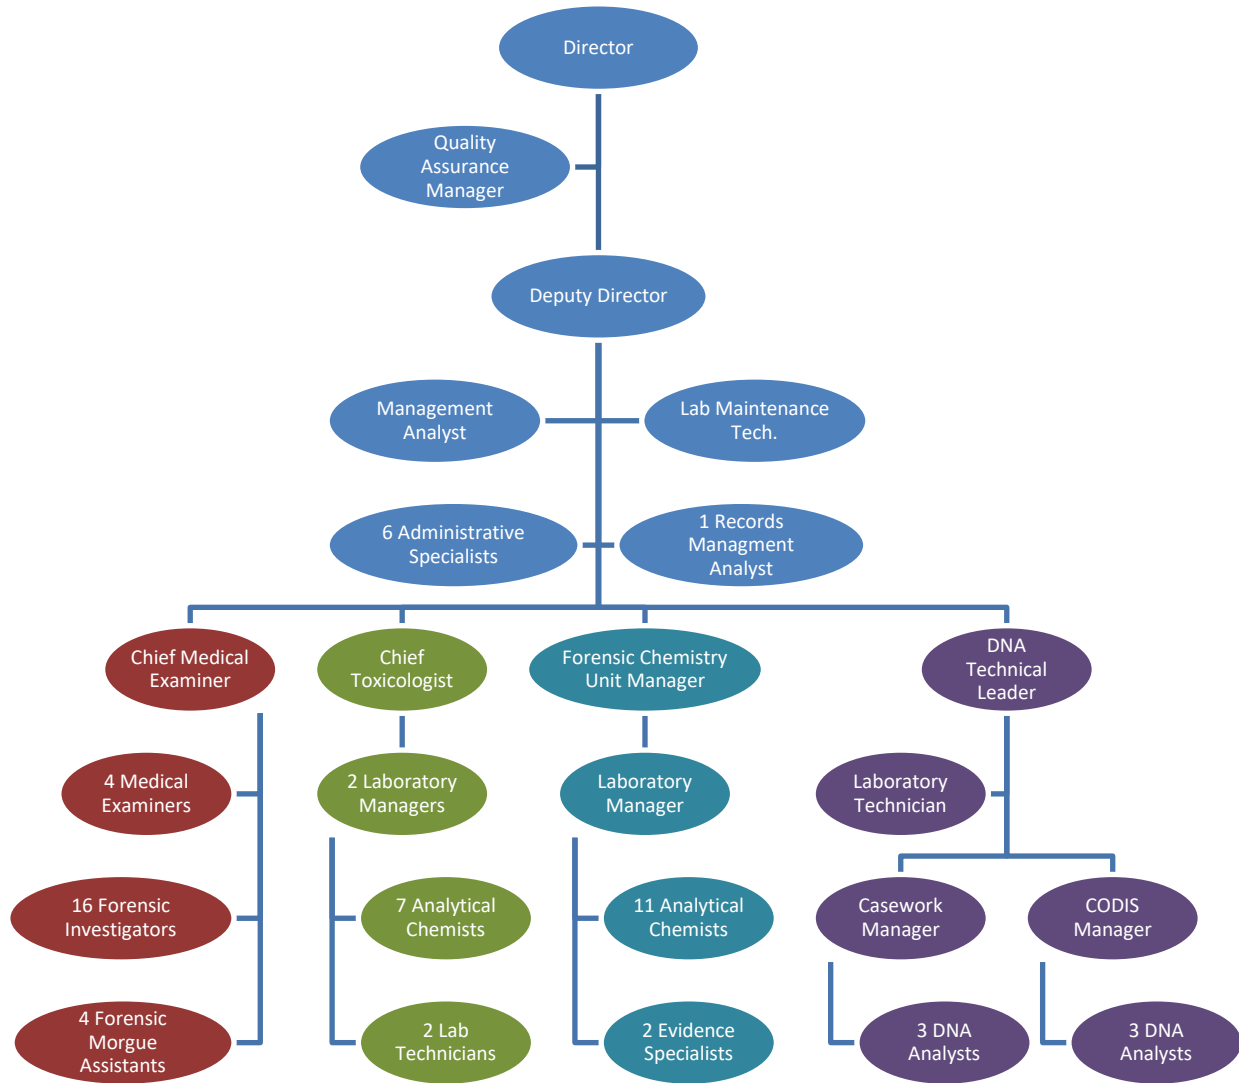 Director
Quality
Assurance
Manager
Deputy Director
Management
Analyst
Lab Maintenance
Tech.
6 Administrative
Specialists
1 Records
Managment
Analyst
Chief Medical
Examiner
Chief
Toxicologist
Forensic Chemistry
Unit Manager
DNA
Technical
Leader
4 Medical
Examiners
2 Laboratory
Managers
Laboratory
Manager
Laboratory
Technician
16 Forensic
Investigators
7 Analytical
Chemists
11 Analytical
Chemists
Casework
Manager
CODIS
Manager
4 Forensic
Morgue
Assistants
2 Lab
Technicians
2 Evidence
Specialists
3 DNA
Analysts
3 DNA
Analysts